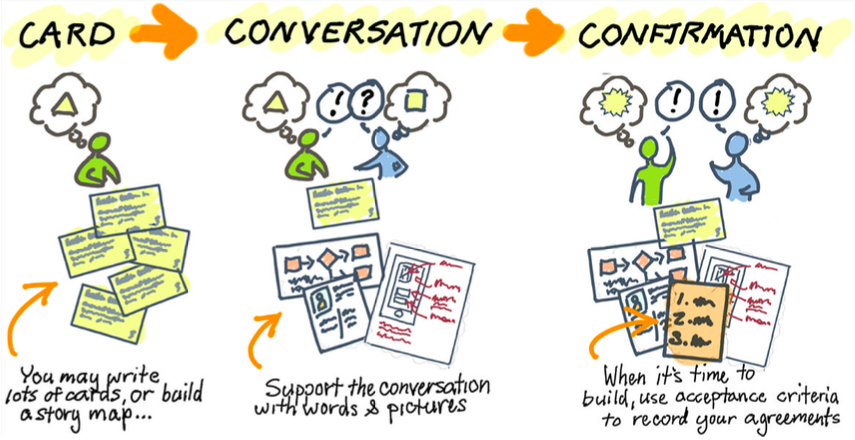 CARD
CONVERSATION
CONFIRMATION
! ?
! !
1.
2.
3.
You may write
lots of cards, or build
a story map...
Support the conversation
with words & pictures
When it's time to
build, use acceptance criteria
to record your agreements